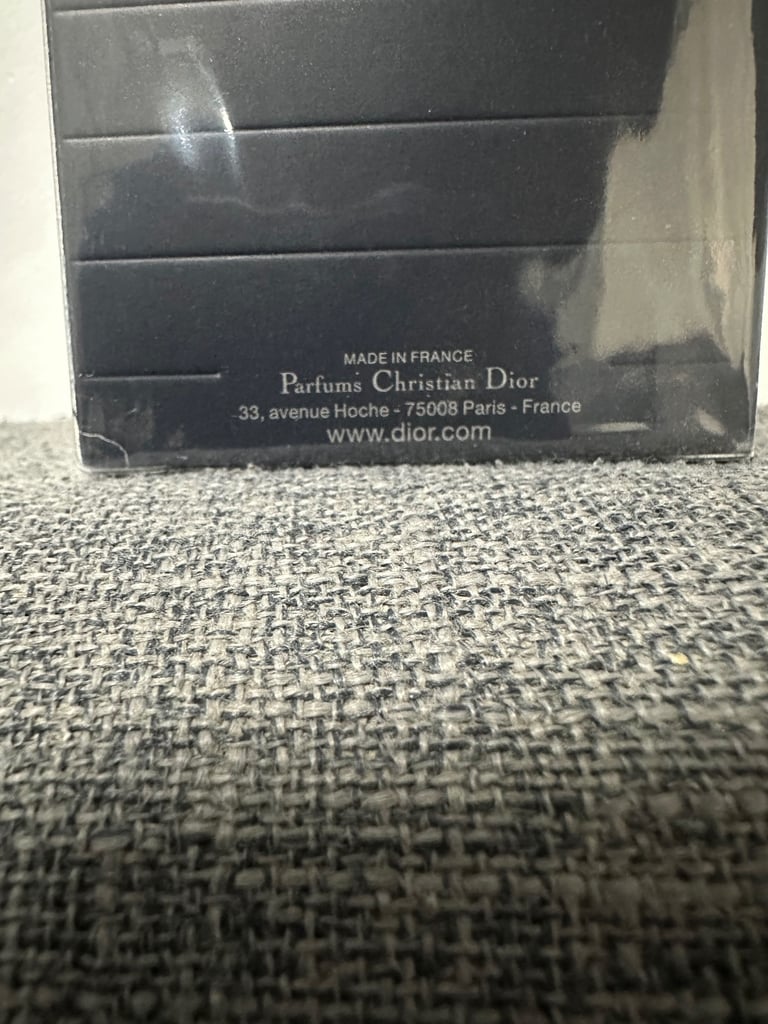 MADE IN FRANCE
Parfums Christian Dior
33, avenue Hoche - 75008 Paris - France
www.dior.com